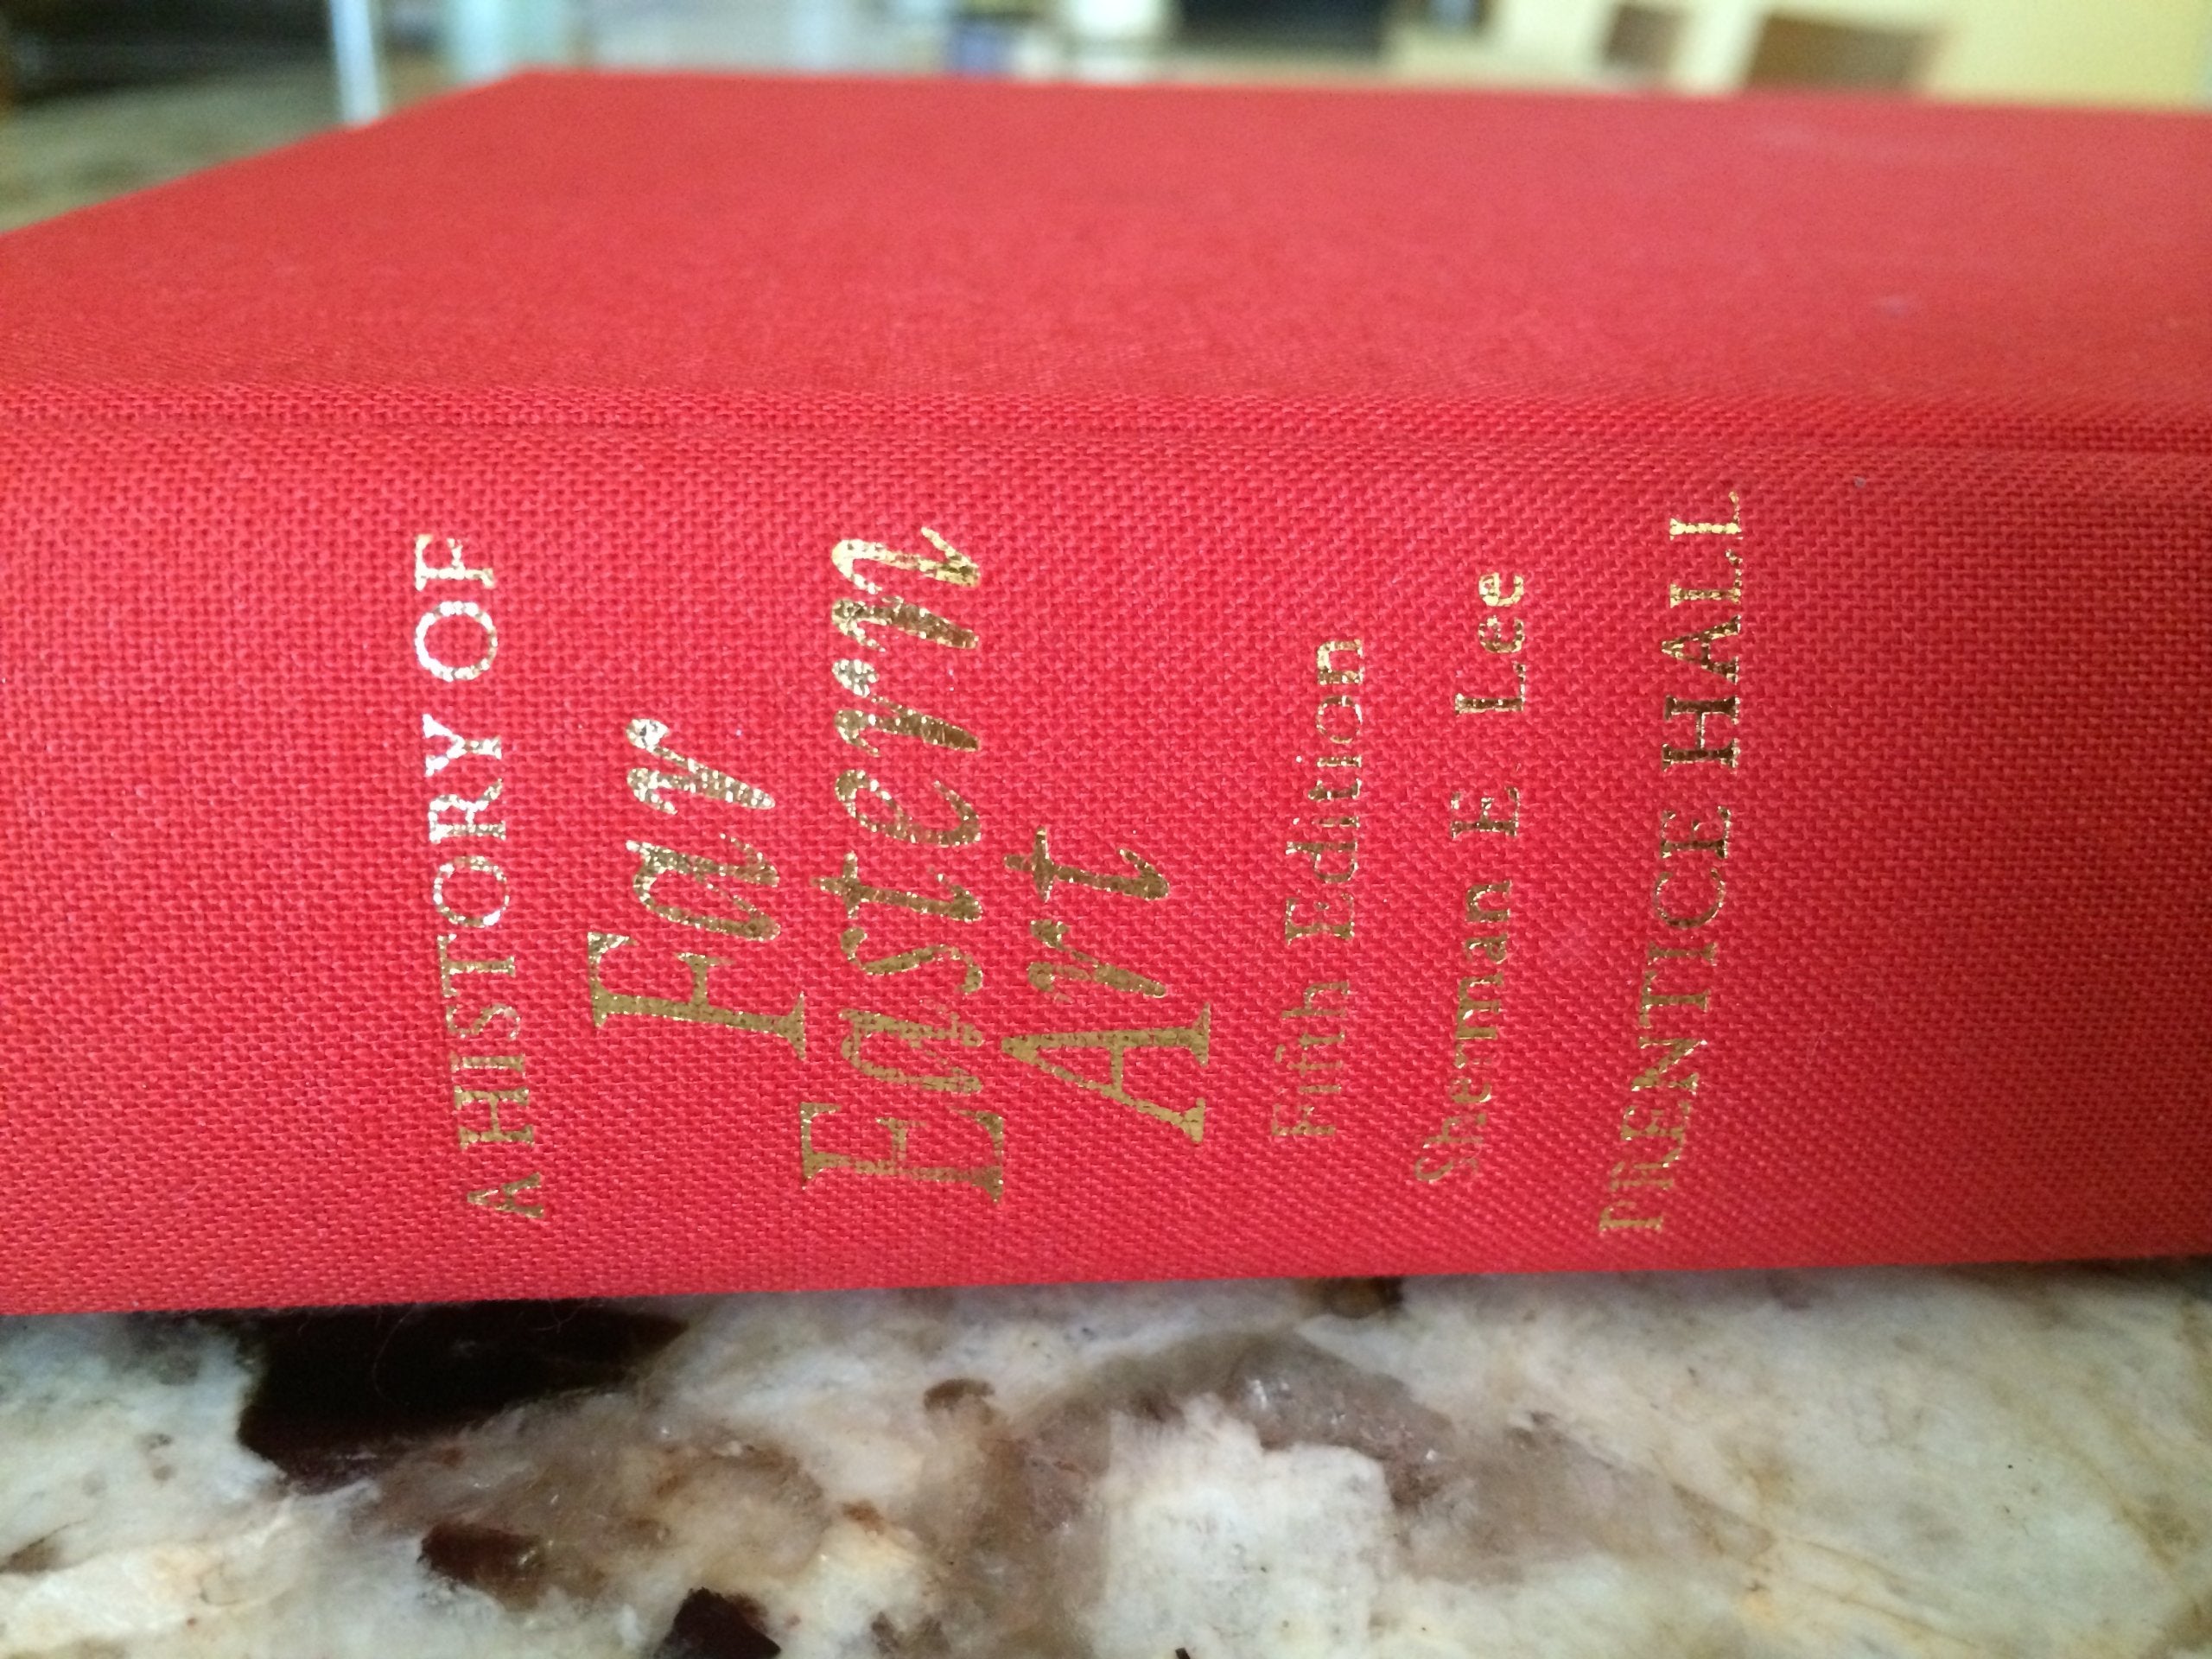 A HISTORY OF
Far
Eastern
Art
Fifth Edition
Sherman E Lee
PRENTICE HALL